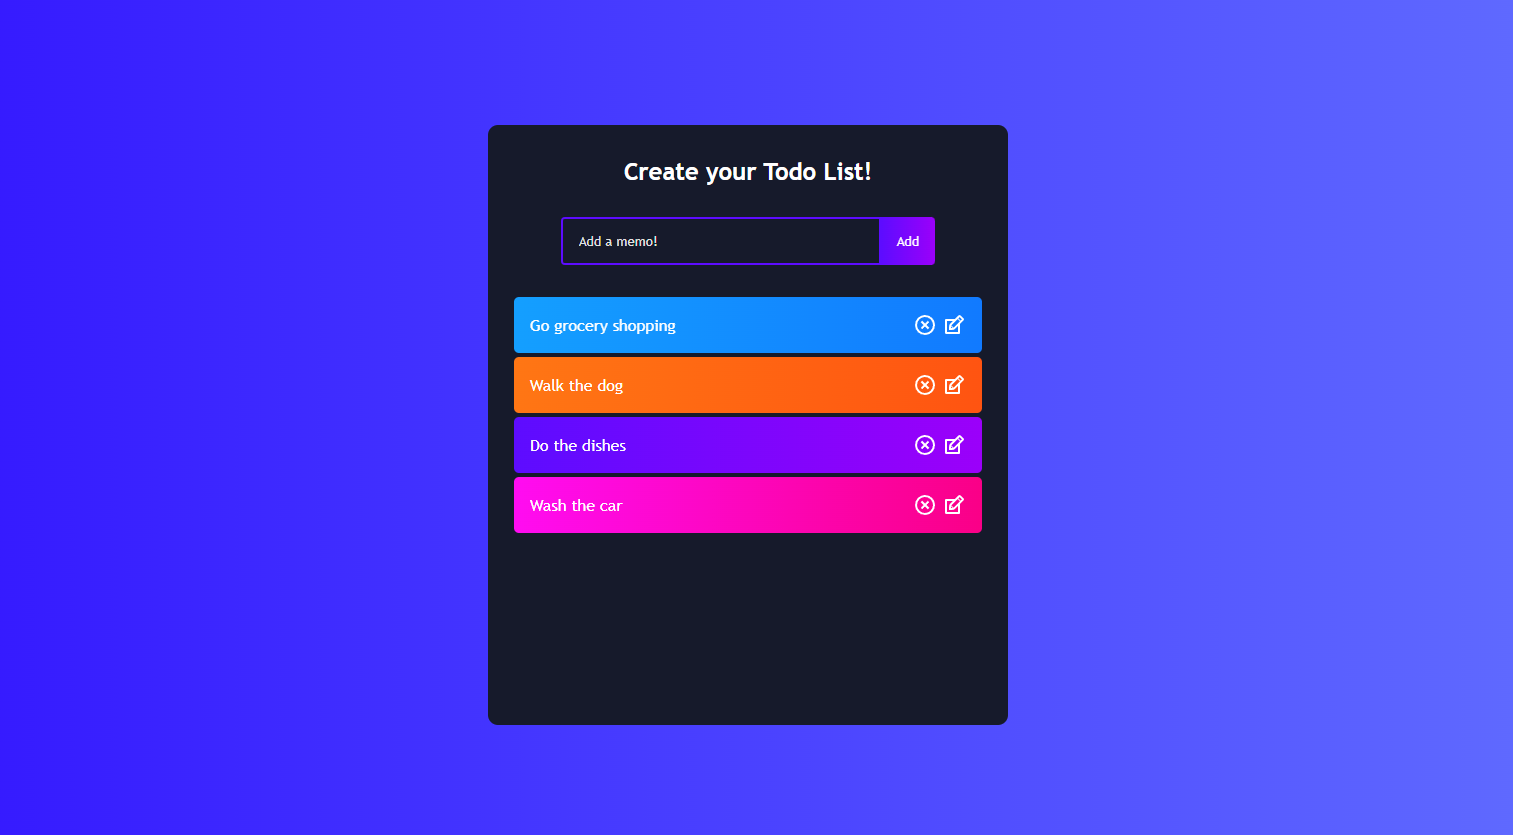 Create your Todo List!
Add a memo!
Add
Go grocery shopping
Walk the dog
Do the dishes
Wash the car